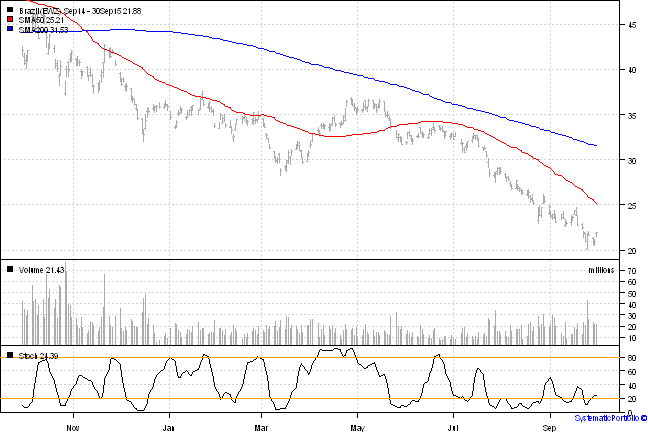 Brazil(EWZ) Sep14 - 30Sep15 21.88
SMA50 25.21
SMA200 31.53
45
40
35
30
25
20
Volume 21.43
millions
70
60
50
40
30
20
10
Stoch 24.39
80
60
40
20
0
Nov
Jan
Mar
May
Jul
Sep
SystematicPortfolio ©